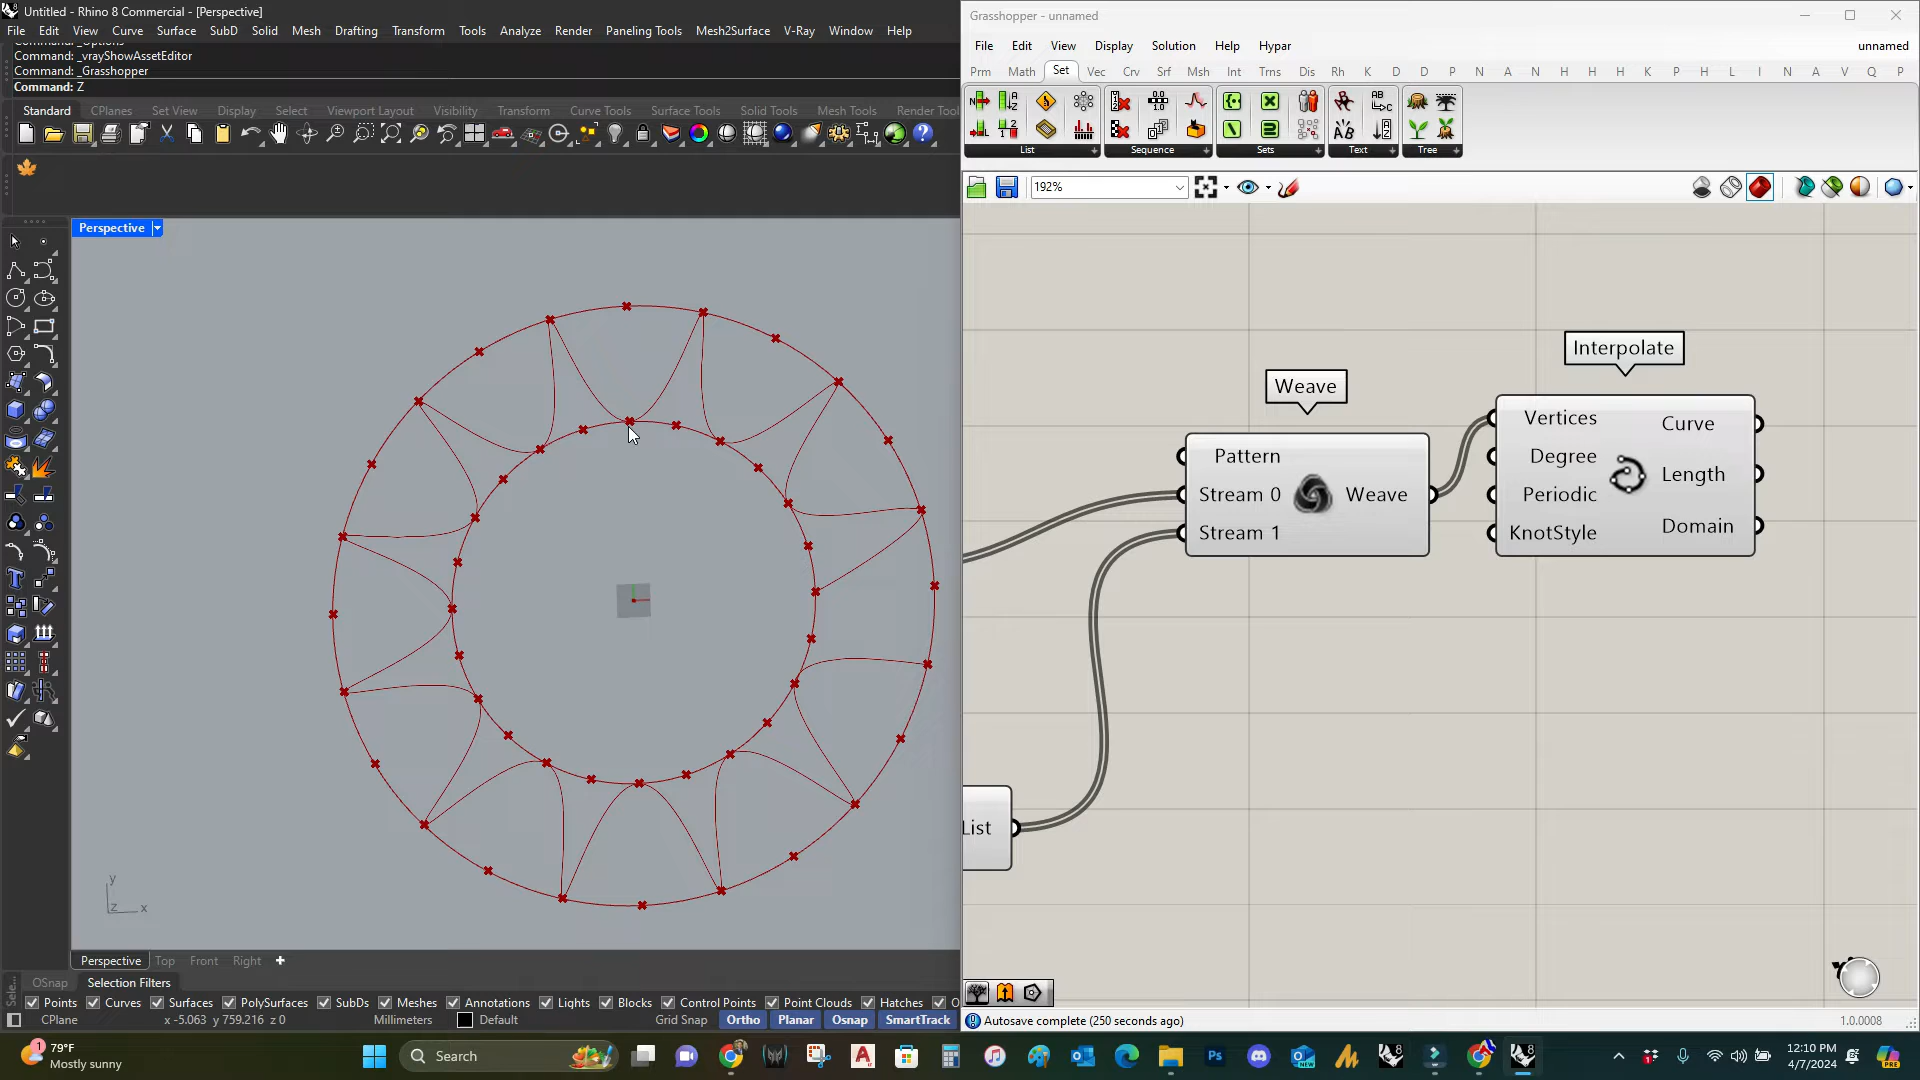 Untitled - Rhino 8 Commercial - [Perspective]
File Edit View Curve Surface SubD Solid Mesh Drafting Transform Tools Analyze Render Paneling Tools Mesh2Surface V-Ray Window Help
Command: _Options
Command: _vrayShowAssetEditor
Command: _Grasshopper
Command: Z
Standard CPlanes Set View Display Select Viewport Layout Visibility Transform Curve Tools Surface Tools Solid Tools Mesh Tools Render Tool
Perspective
y
z x
Perspective Top Front Right
OSnap Selection Filters
Points Curves Surfaces PolySurfaces SubDs Meshes Annotations Lights Blocks Control Points Point Clouds Hatches O
CPlane x -5.063 y 759.216 z 0 Millimeters Default Grid Snap Ortho Planar Osnap SmartTrack
Grasshopper - unnamed
File Edit View Display Solution Help Hypar unnamed
Prm Math Set Vec Crv Srf Msh Int Trns Dis Rh K D D P N A N H H K P H L I N A V Q P
List Sequence Sets Text Tree
192%
Interpolate
Weave
Vertices Curve
Degree
Periodic Length
KnotStyle Domain
Pattern
Stream 0 Weave
Stream 1
List
Autosave complete (250 seconds ago) 1.0.0008
1 79°F
Mostly sunny
Search
12:10 PM
4/7/2024